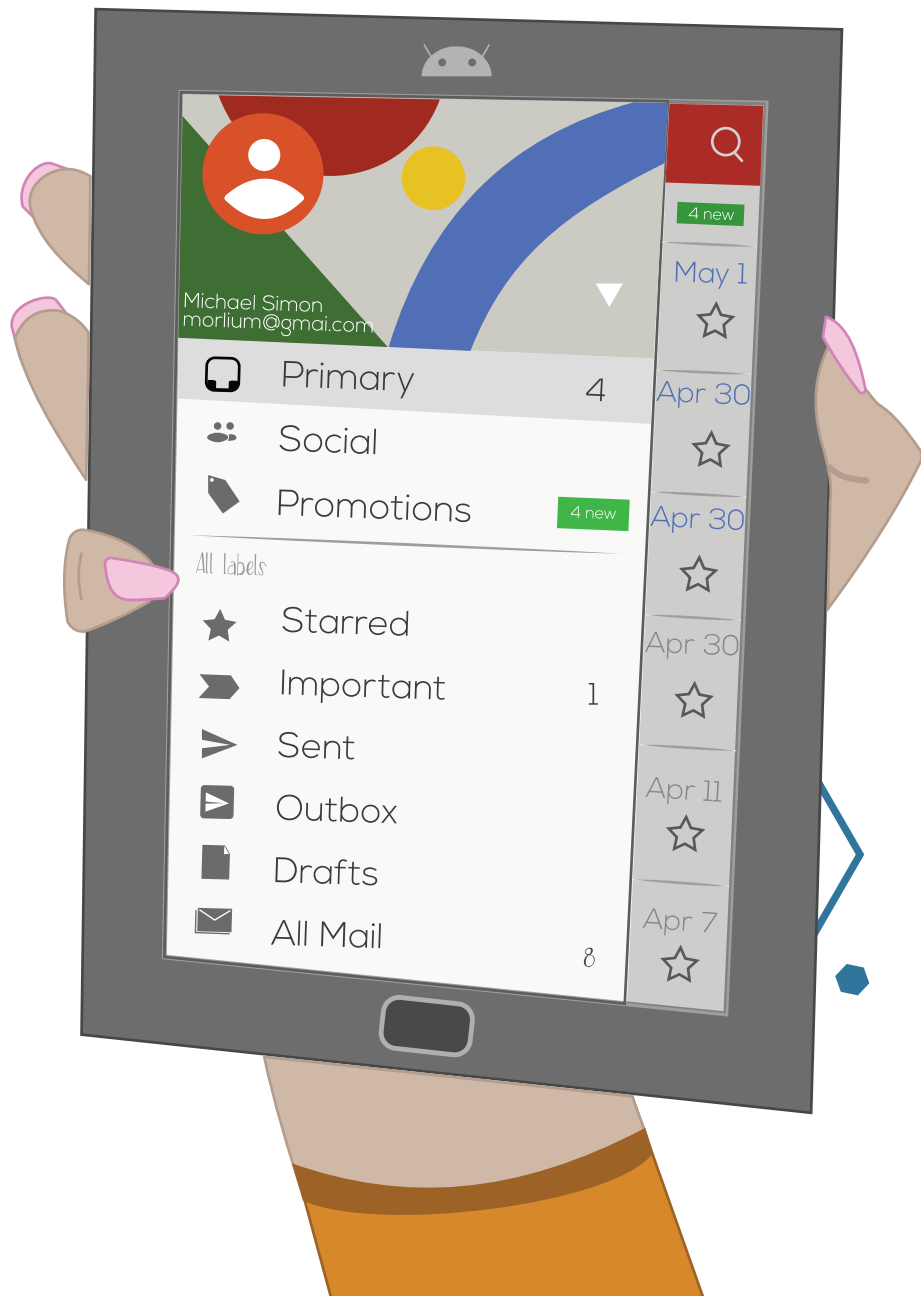 Michael Simon
morlium@gmai.com
Primary 4
Social
Promotions 4 new
All labels
Starred
Important 1
Sent
Outbox
Drafts
All Mail 8
4 new
May 1
Apr 30
Apr 30
Apr 30
Apr 11
Apr 7